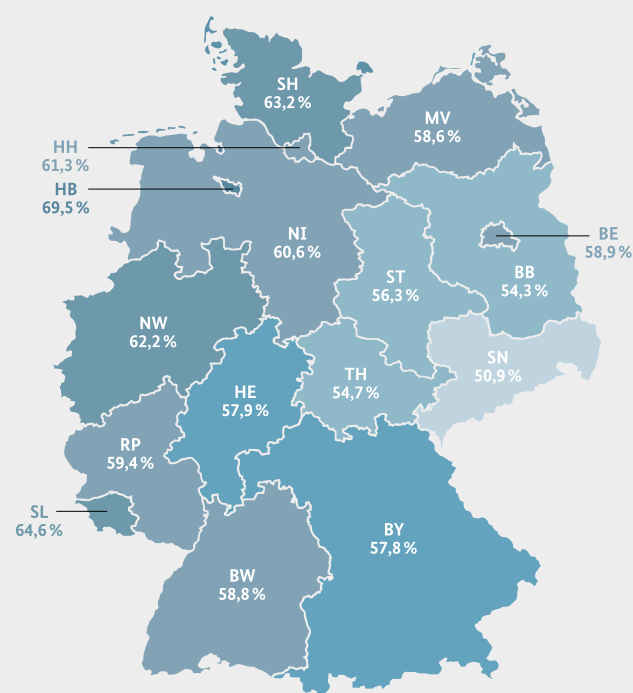 SH
63,2 %
MV
58,6 %
HH
61,3 %
HB
69,5 %
NI
60,6 %
BE
58,9 %
ST
56,3 %
BB
54,3 %
NW
62,2 %
SN
50,9 %
TH
54,7 %
HE
57,9 %
RP
59,4 %
SL
64,6 %
BY
57,8 %
BW
58,8 %